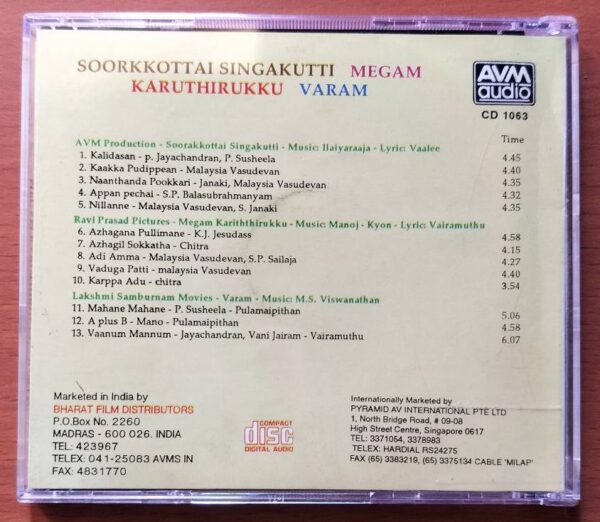 SOORKKOTTAI SINGAKUTTI MEGAM
KARUTHIRUKKU VARAM
AVM
audio
CD 1063
AVM Production - Soorakkottai Singakutti - Music: Ilaiyaraaja - Lyric: Vaalee Time
1. Kalidasan - p. Jayachandran, P. Susheela 4.45
2. Kaakka Pudippean - Malaysia Vasudevan 4.40
3. Naanthanda Pookkari - Janaki, Malaysia Vasudevan 4.35
4. Appan pechai - S.P. Balasubrahmanyam 4.32
5. Nillanne - Malaysia Vasudevan, S. Janaki 4.35
Ravi Prasad Pictures - Megam Kariththirukku - Music: Manoj - Kyon - Lyric: Vairamuthu
6. Azhagana Pullimane - K.J. Jesudass 4.58
7. Azhagil Sokkatha - Chitra 4.15
8. Adi Amma - Malaysia Vasudevan, S.P. Sailaja 4.27
9. Vaduga Patti - malaysia Vasudevan 4.40
10. Karppa Adu - chitra 3.54
Lakshmi Samburnam Movies - Varam - Music: M.S. Viswanathan
11. Mahane Mahane - P. Susheela - Pulamaipithan 5.06
12. A plus B - Mano - Pulamaipithan 4.58
13. Vaanum Mannum - Jayachandran, Vani Jairam - Vairamuthu 6.07
Marketed in India by
BHARAT FILM DISTRIBUTORS
P.O.Box No. 2260
MADRAS - 600 026. INDIA
TEL: 423967
TELEX: 041-25083 AVMS IN
FAX: 4831770
COMPACT
disc
DIGITAL AUDIO
Internationally Marketed by
PYRAMID AV INTERNATIONAL PTE LTD
1, North Bridge Road, # 09-08
High Street Centre, Singapore 0617
TEL: 3371054, 3378983
TELEX: HARDIAL RS24275
FAX (65) 3383219, (65) 3375134 CABLE 'MILAP'